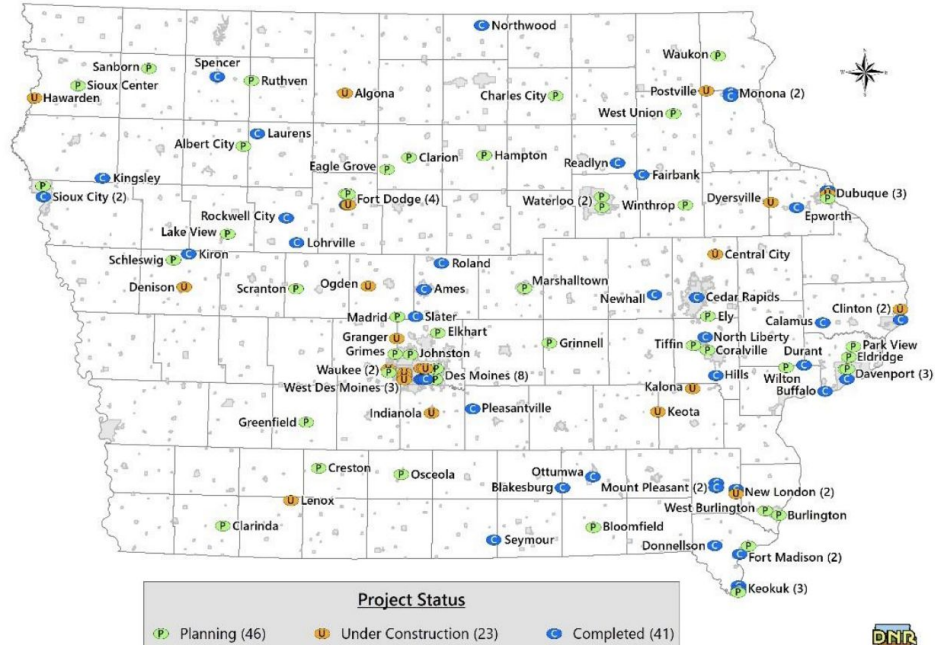 Northwood
Waukon
Sanborn
Spencer
Sioux Center
Ruthven
Hawarden
Algona
Charles City
Postville
Monona (2)
West Union
Laurens
Albert City
Clarion
Hampton
Eagle Grove
Readlyn
Fairbank
Kingsley
Sioux City (2)
Fort Dodge (4)
Waterloo (2)
Winthrop
Dyersville
Dubuque (3)
Epworth
Rockwell City
Lake View
Lohrville
Kiron
Schleswig
Roland
Central City
Denison
Scranton
Ogden
Ames
Marshalltown
Newhall
Cedar Rapids
Clinton (2)
Madrid
Slater
Ely
Calamus
Elkhart
Granger
Grinnell
North Liberty
Tiffin
Coralville
Park View
Grimes
Johnston
Durant
Eldridge
Waukee (2)
Des Moines (8)
Hills
Wilton
Davenport (3)
West Des Moines (3)
Kalona
Buffalo
Indianola
Pleasantville
Keota
Greenfield
Creston
Osceola
Ottumwa
Blakesburg
Mount Pleasant (2)
New London (2)
Lenox
West Burlington
Burlington
Clarinda
Bloomfield
Seymour
Donnellson
Fort Madison (2)
Keokuk (3)
Project Status
P Planning (46) U Under Construction (23) C Completed (41)
DNR